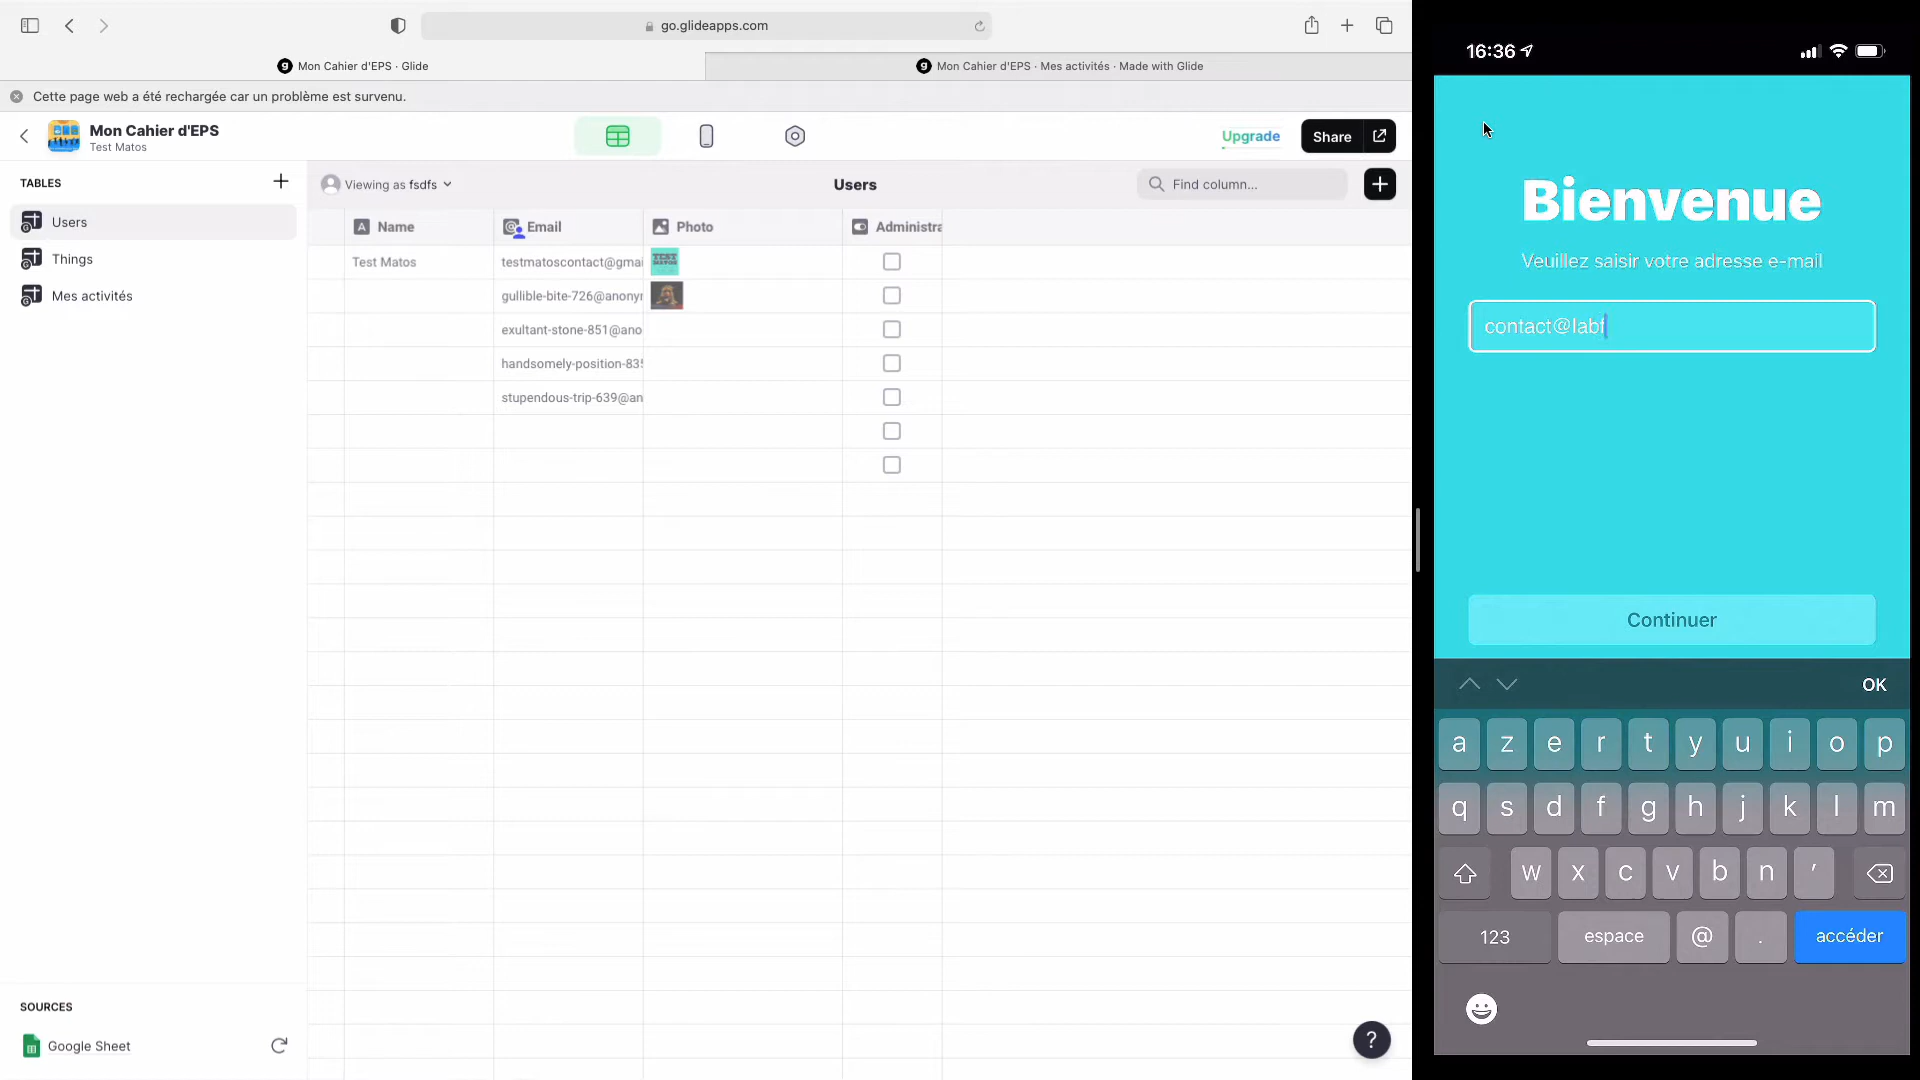 go.glideapps.com
Mon Cahier d'EPS · Glide
Mon Cahier d'EPS · Mes activités · Made with Glide
Cette page web a été rechargée car un problème est survenu.
Mon Cahier d'EPS
Test Matos
Upgrade
Share
TABLES
Viewing as fsdfs
Users
Find column...
Users
Things
Mes activités
Name
Email
Photo
Administra
Test Matos
testmatoscontact@gmai
TEST MATOS
gullible-bite-726@anonyr
exultant-stone-851@ano
handsomely-position-835
stupendous-trip-639@an
SOURCES
Google Sheet
?
16:36
Bienvenue
Veuillez saisir votre adresse e-mail
contact@labf
Continuer
OK
a z e r t y u i o p
q s d f g h j k l m
w x c v b n '
123 espace @ . accéder